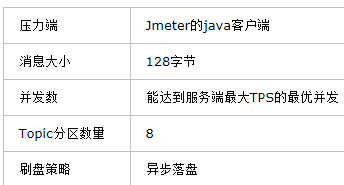 压力端 Jmeter的java客户端
消息大小 128字节
并发数 能达到服务端最大TPS的最优并发
Topic分区数量 8
刷盘策略 异步落盘